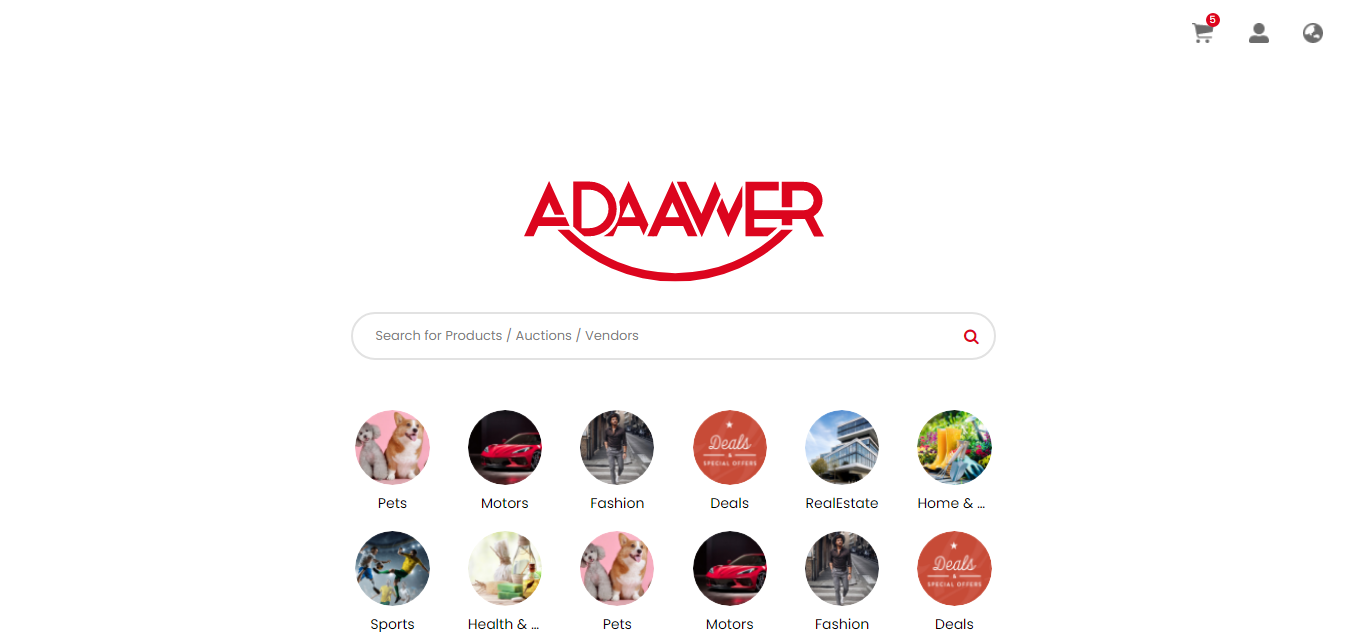 5
ADAAWER
Search for Products / Auctions / Vendors
Deals
&
SPECIAL OFFERS
Pets Motors Fashion Deals RealEstate Home & ...
Deals
&
SPECIAL OFFERS
Sports Health & ... Pets Motors Fashion Deals